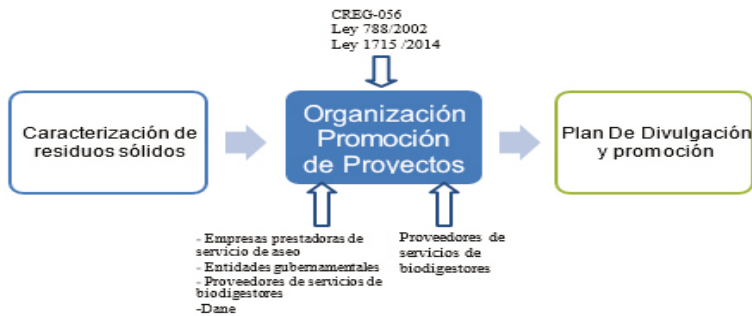 CREG-056
Ley 788/2002
Ley 1715 /2014
Caracterización de
residuos sólidos
Organización
Promoción
de Proyectos
Plan De Divulgación
y promoción
- Empresas prestadoras de
servicio de aseo
- Entidades gubernamentales
- Proveedores de servicios de
biodigestores
-Dane
Proveedores de
servicios de
biodigestores